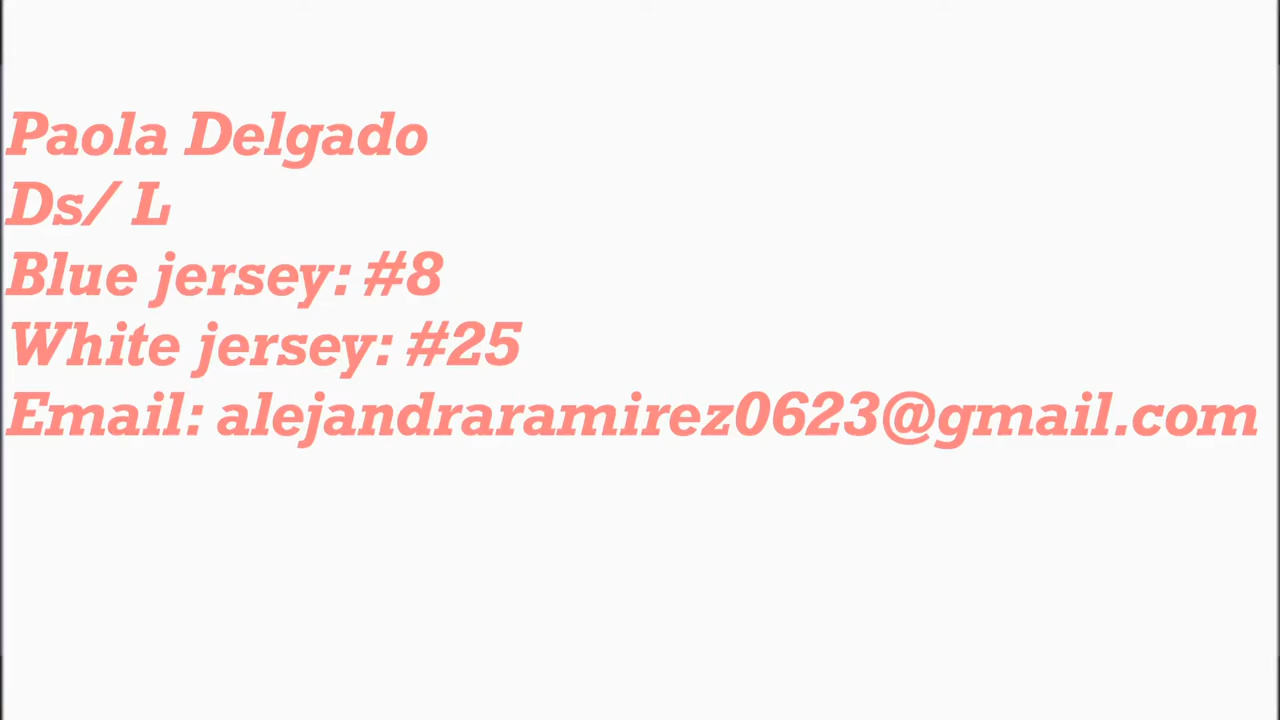 Paola Delgado
Ds/ L
Blue jersey: #8
White jersey: #25
Email: alejandraramirez0623@gmail.com